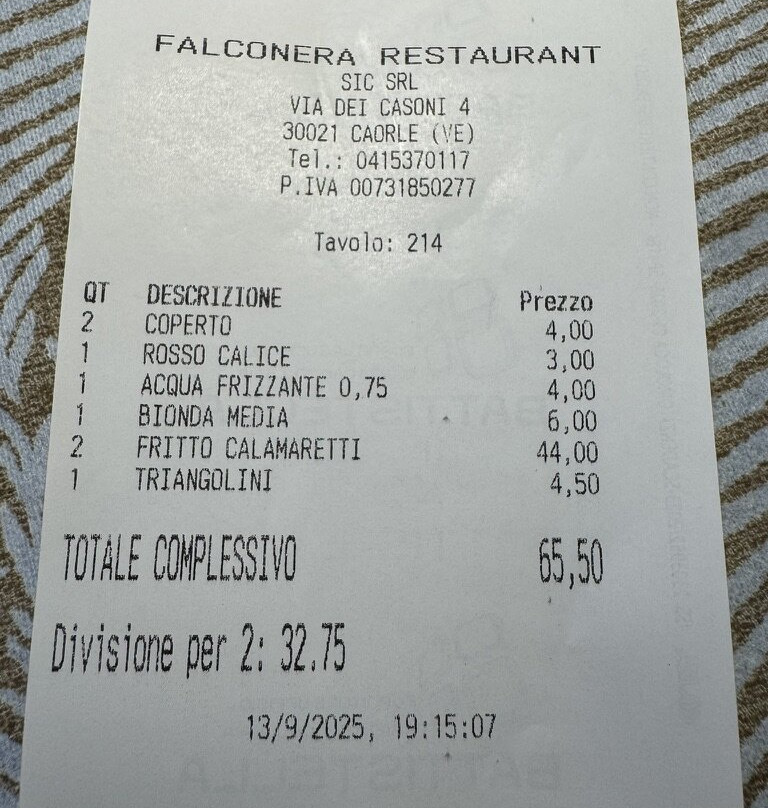 FALCONERA RESTAURANT
SIC SRL
VIA DEI CASONI 4
30021 CAORLE (VE)
Tel.: 0415370117
P.IVA 00731850277
Tavolo: 214
QT DESCRIZIONE Prezzo
2 COPERTO 4,00
1 ROSSO CALICE 3,00
1 ACQUA FRIZZANTE 0,75 4,00
1 BIONDA MEDIA 6,00
2 FRITTO CALAMARETTI 44,00
1 TRIANGOLINI 4,50
TOTALE COMPLESSIVO 65,50
Divisione per 2: 32.75
13/9/2025, 19:15:07